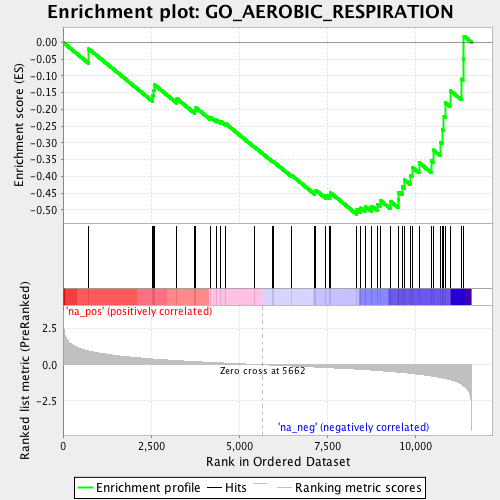 Enrichment plot: GO_AEROBIC_RESPIRATION
Enrichment score (ES)
0.00
-0.05
-0.10
-0.15
-0.20
-0.25
-0.30
-0.35
-0.40
-0.45
-0.50
'na_pos' (positively correlated)
Ranked list metric (PreRanked)
2.5
0.0
-2.5
Zero cross at 5662
'na_neg' (negatively correlated)
0
2,500
5,000
7,500
10,000
Rank in Ordered Dataset
Enrichment profile
Hits
Ranking metric scores